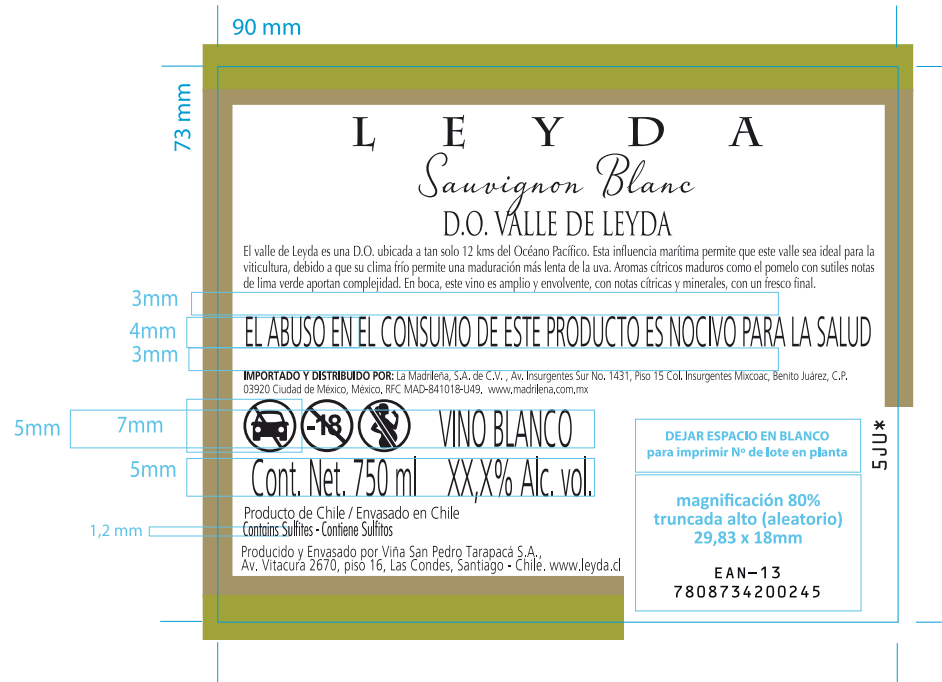 90 mm
73 mm
LEYDA
Sauvignon Blanc
D.O. VALLE DE LEYDA
El valle de Leyda es una D.O. ubicada a tan solo 12 kms del Océano Pacífico. Esta influencia marítima permite que este valle sea ideal para la
viticultura, debido a que su clima frío permite una maduración más lenta de la uva. Aromas cítricos maduros como el pomelo con sutiles notas
de lima verde aportan complejidad. En boca, este vino es amplio y envolvente, con notas cítricas y minerales, con un fresco final.
3mm
4mm
EL ABUSO EN EL CONSUMO DE ESTE PRODUCTO ES NOCIVO PARA LA SALUD
3mm
IMPORTADO Y DISTRIBUIDO POR: La Madrileña, S.A. de C.V. , Av. Insurgentes Sur No. 1431, Piso 15 Col. Insurgentes Mixcoac, Benito Juárez, C.P.
03920 Ciudad de México, México, RFC MAD-841018-U49, www.madrilena.com.mx
5mm
7mm
-18
VINO BLANCO
5mm
Cont. Net. 750 ml XX,X% Alc. vol.
Producto de Chile / Envasado en Chile
1,2 mm
Contains Sulfites - Contiene Sulfitos
Producido y Envasado por Viña San Pedro Tarapacá S.A.,
Av. Vitacura 2670, piso 16, Las Condes, Santiago - Chile. www.leyda.cl
DEJAR ESPACIO EN BLANCO
para imprimir Nº de lote en planta
5JU*
magnificación 80%
truncada alto (aleatorio)
29,83 x 18mm
EAN-13
7808734200245